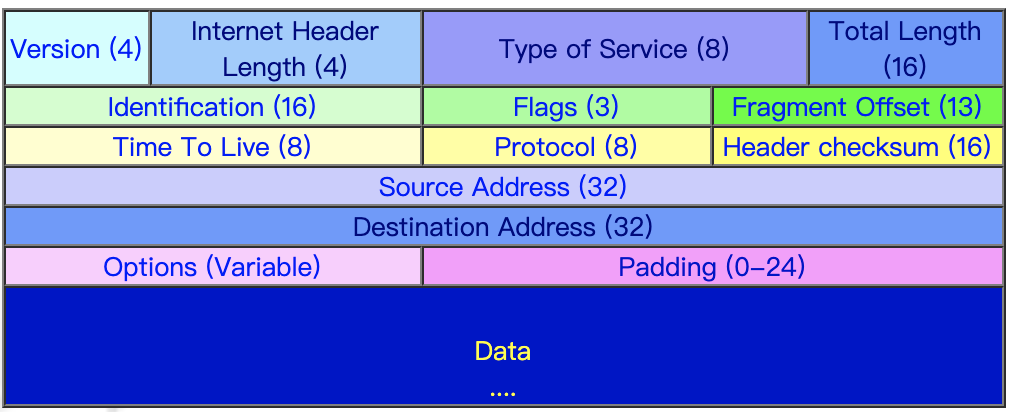 Version (4)
Internet Header
Length (4)
Type of Service (8)
Total Length
(16)
Identification (16)
Flags (3)
Fragment Offset (13)
Time To Live (8)
Protocol (8)
Header checksum (16)
Source Address (32)
Destination Address (32)
Options (Variable)
Padding (0–24)
Data
....